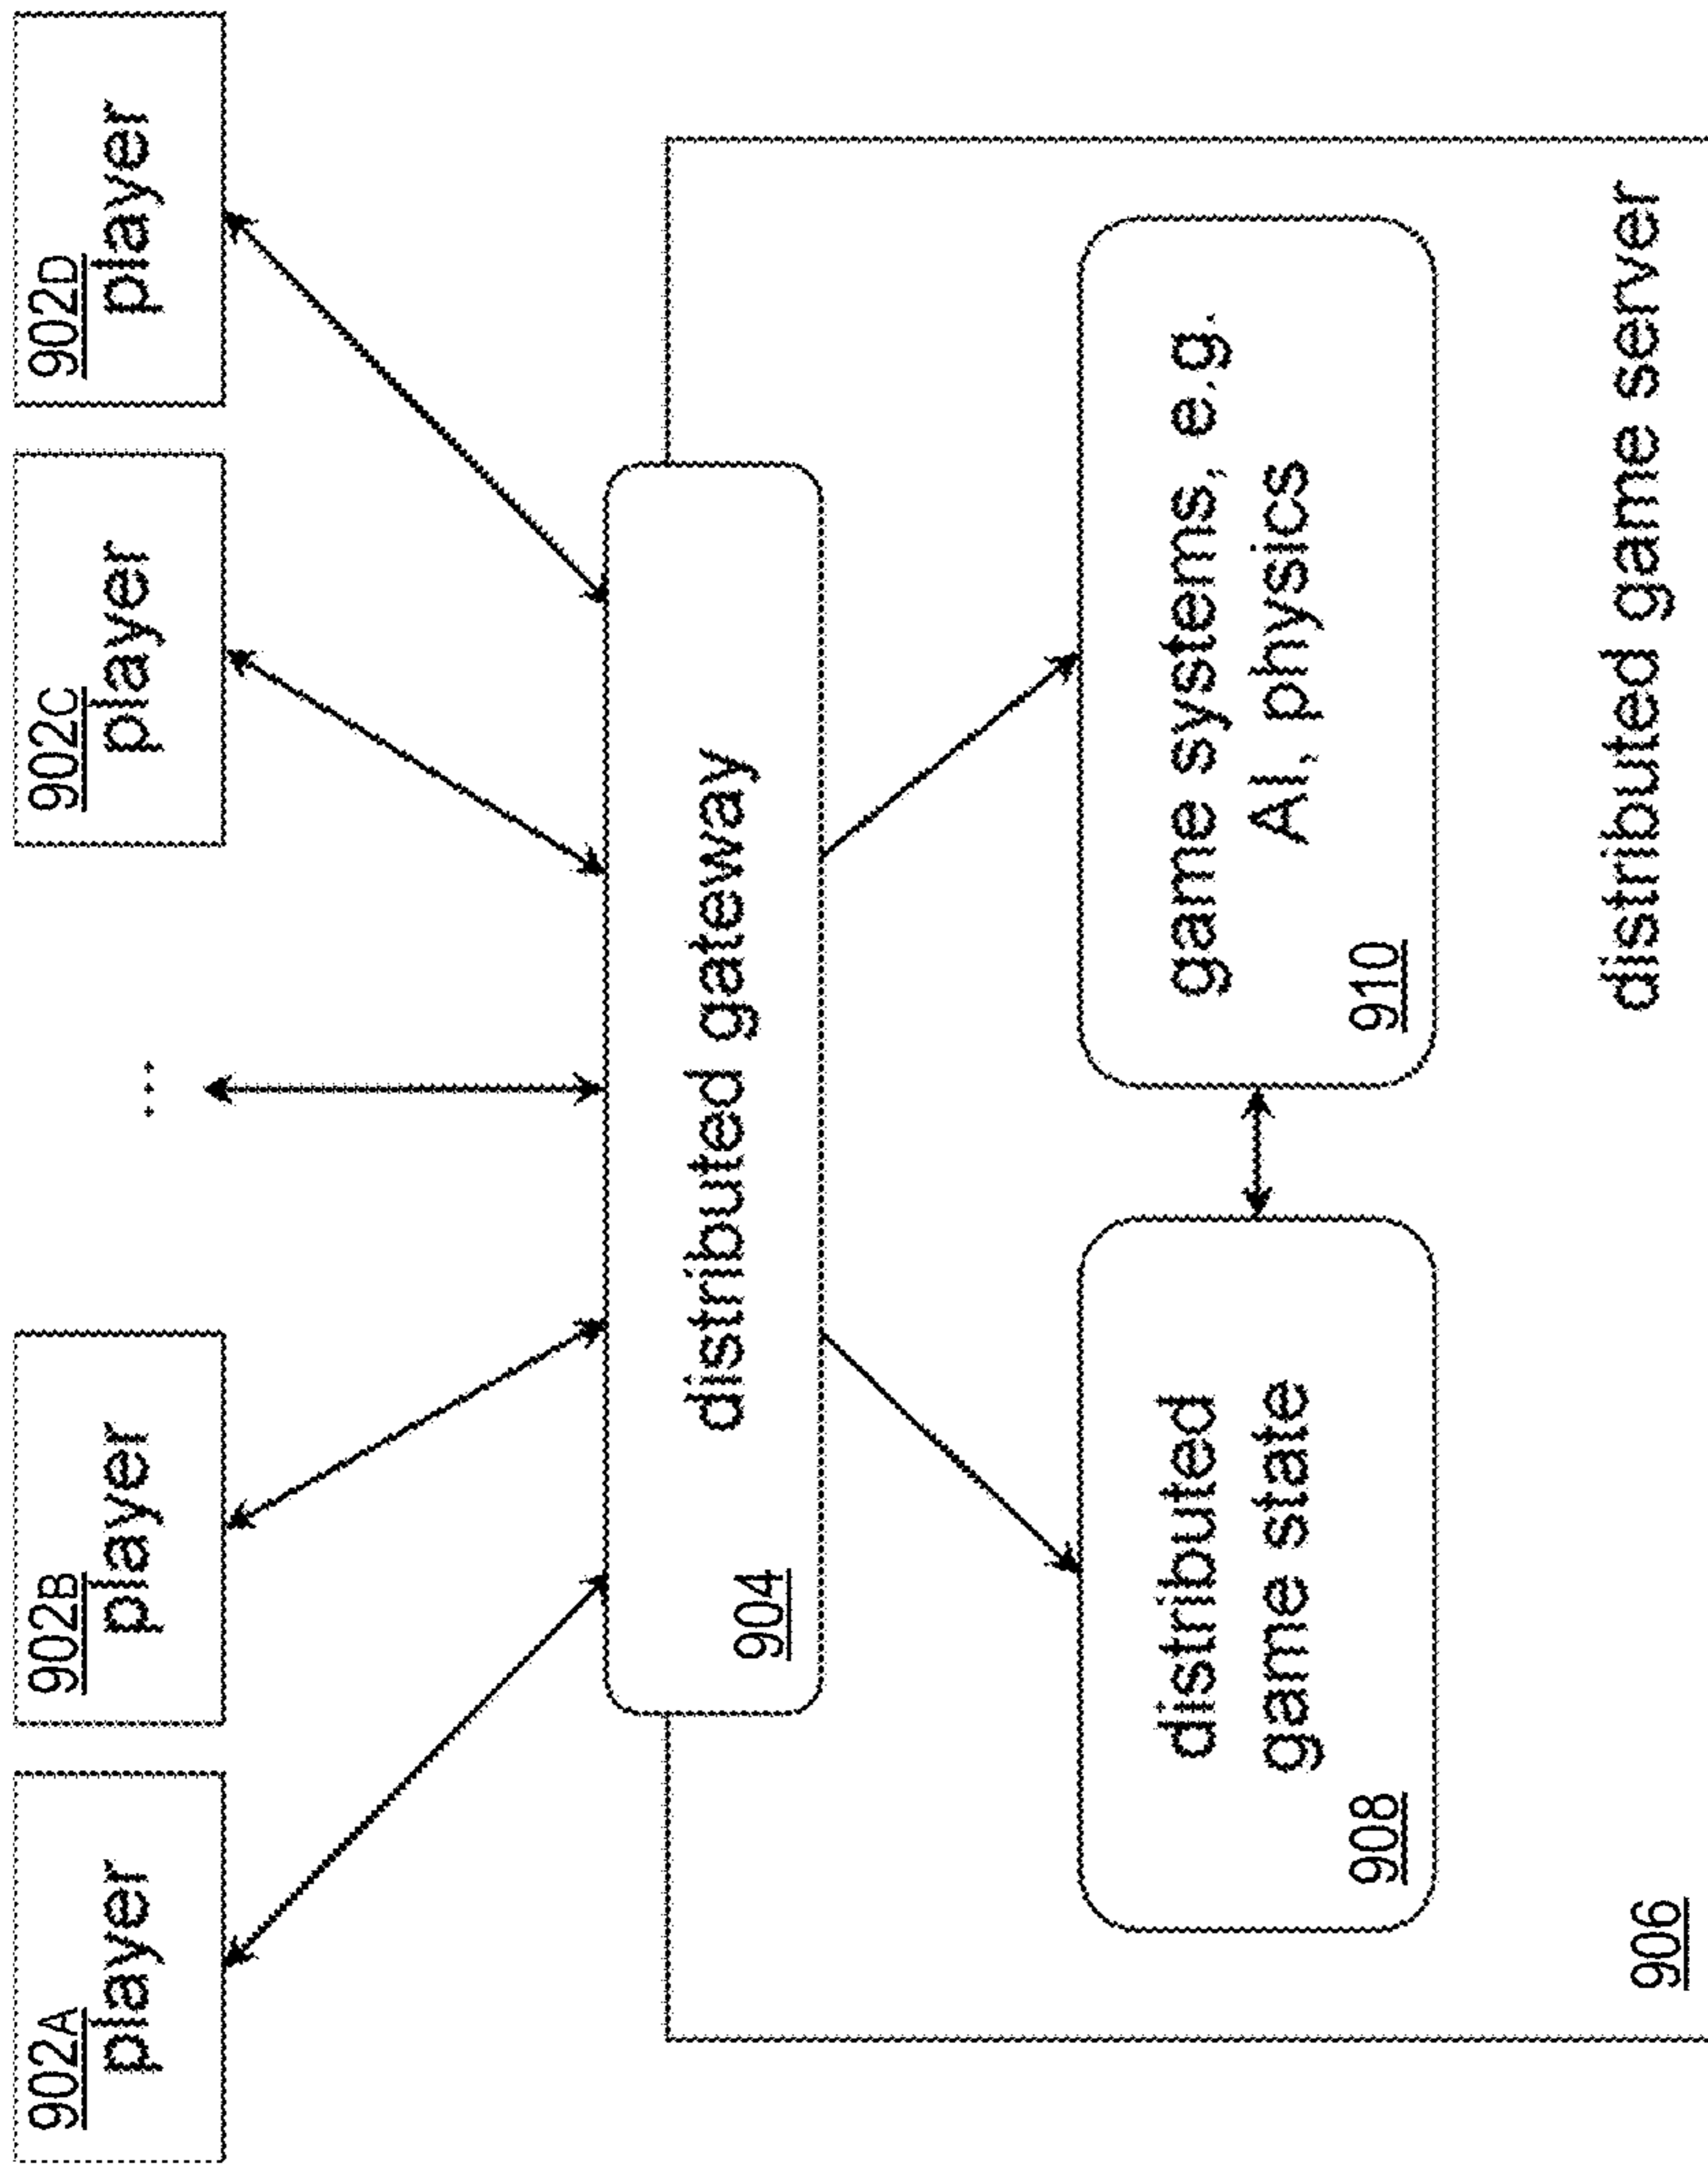 902A
player
902B
player
...
902C
player
902D
player
distributed gateway
904
distributed
game state
908
game systems, e.g.
AI, physics
910
distributed game server
906